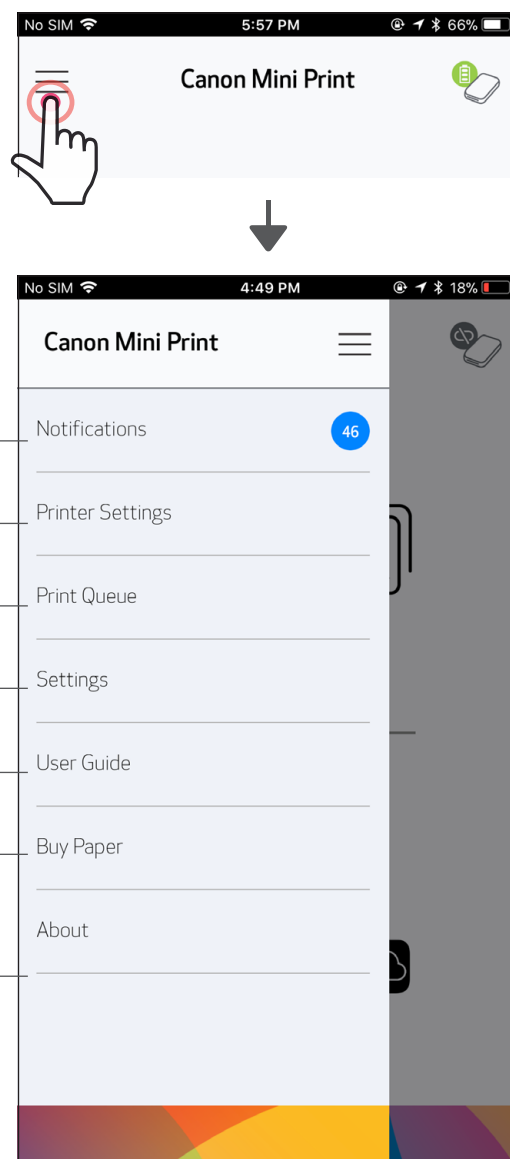 No SIM 5:57 PM 66%
Canon Mini Print
No SIM 4:49 PM 18%
Canon Mini Print
Notifications 46
Printer Settings
Print Queue
Settings
User Guide
Buy Paper
About